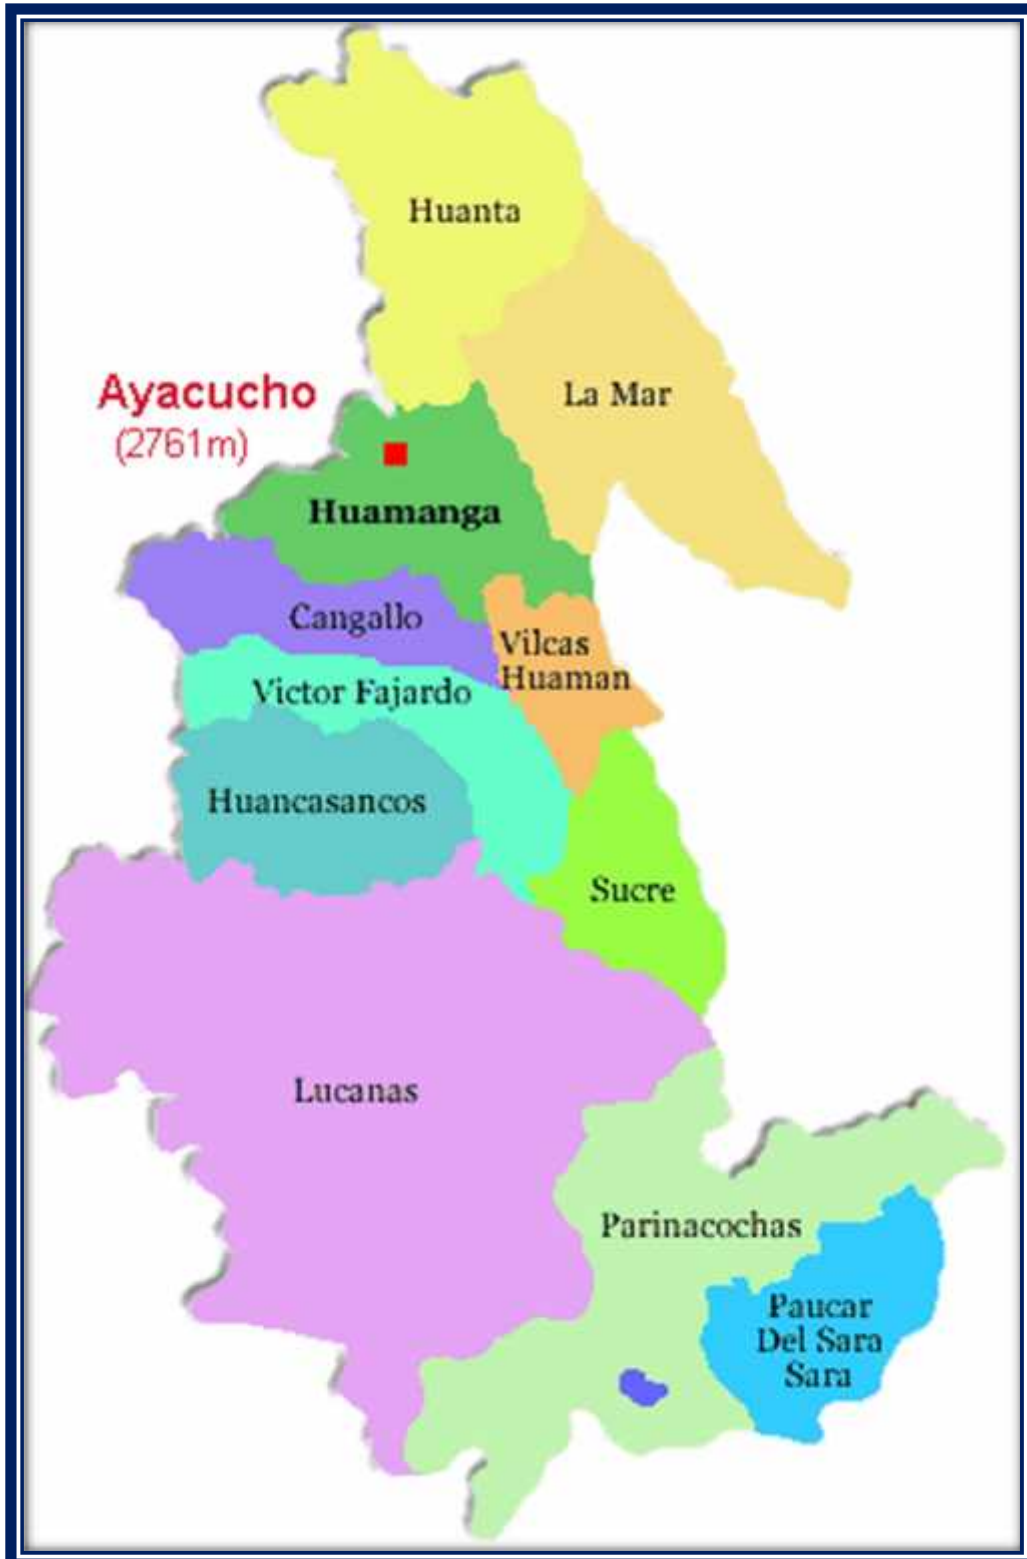 Huanta
La Mar
Ayacucho
(2761m)
Huamanga
Cangallo
Vilcas
Huaman
Victor Fajardo
Huancasancos
Sucre
Lucanas
Parinacochas
Paucar
Del Sara
Sara